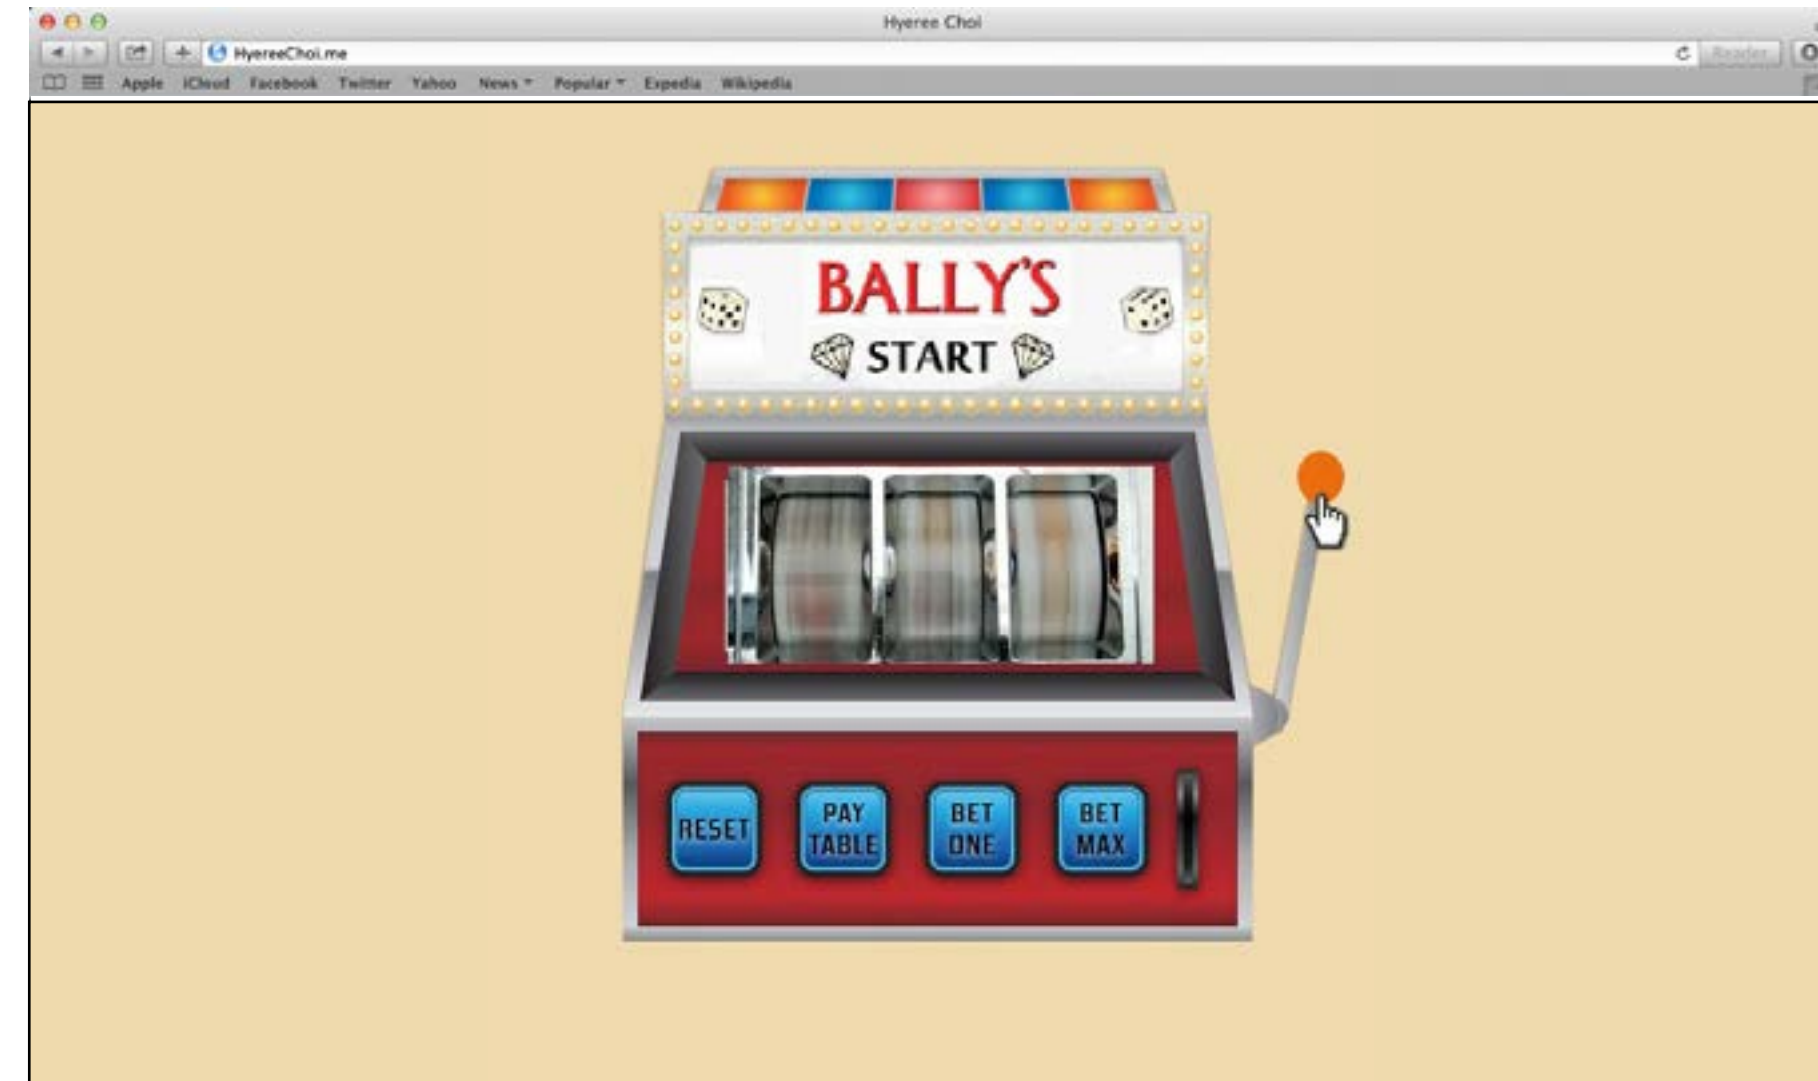 Hyeree Choi
HyereeChoi.me
Reader
Apple iCloud Facebook Twitter Yahoo News Popular Expedia Wikipedia
BALLY'S
START
RESET
PAY
TABLE
BET
ONE
BET
MAX